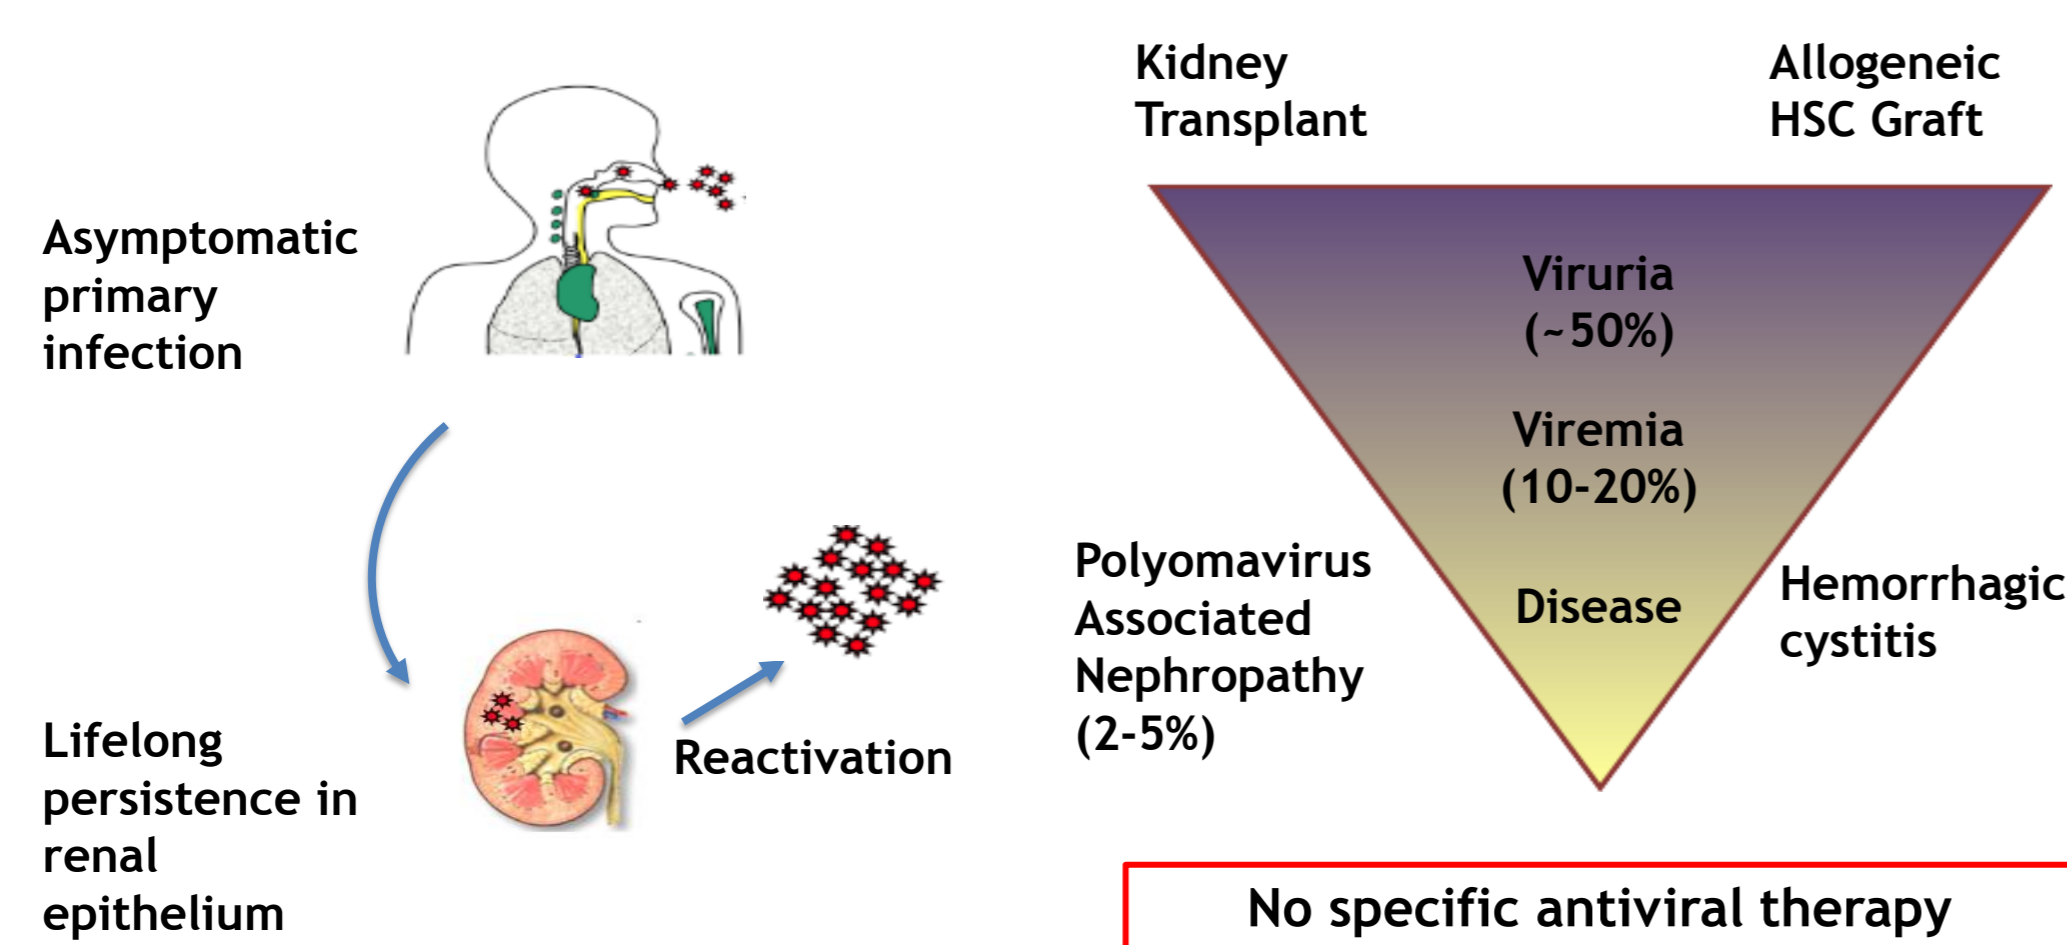 Asymptomatic
primary
infection
Lifelong
persistence in
renal
epithelium
Reactivation
Kidney
Transplant
Allogeneic
HSC Graft
Viruria
(~50%)
Viremia
(10-20%)
Disease
Polyomavirus
Associated
Nephropathy
(2-5%)
Hemorrhagic
cystitis
No specific antiviral therapy